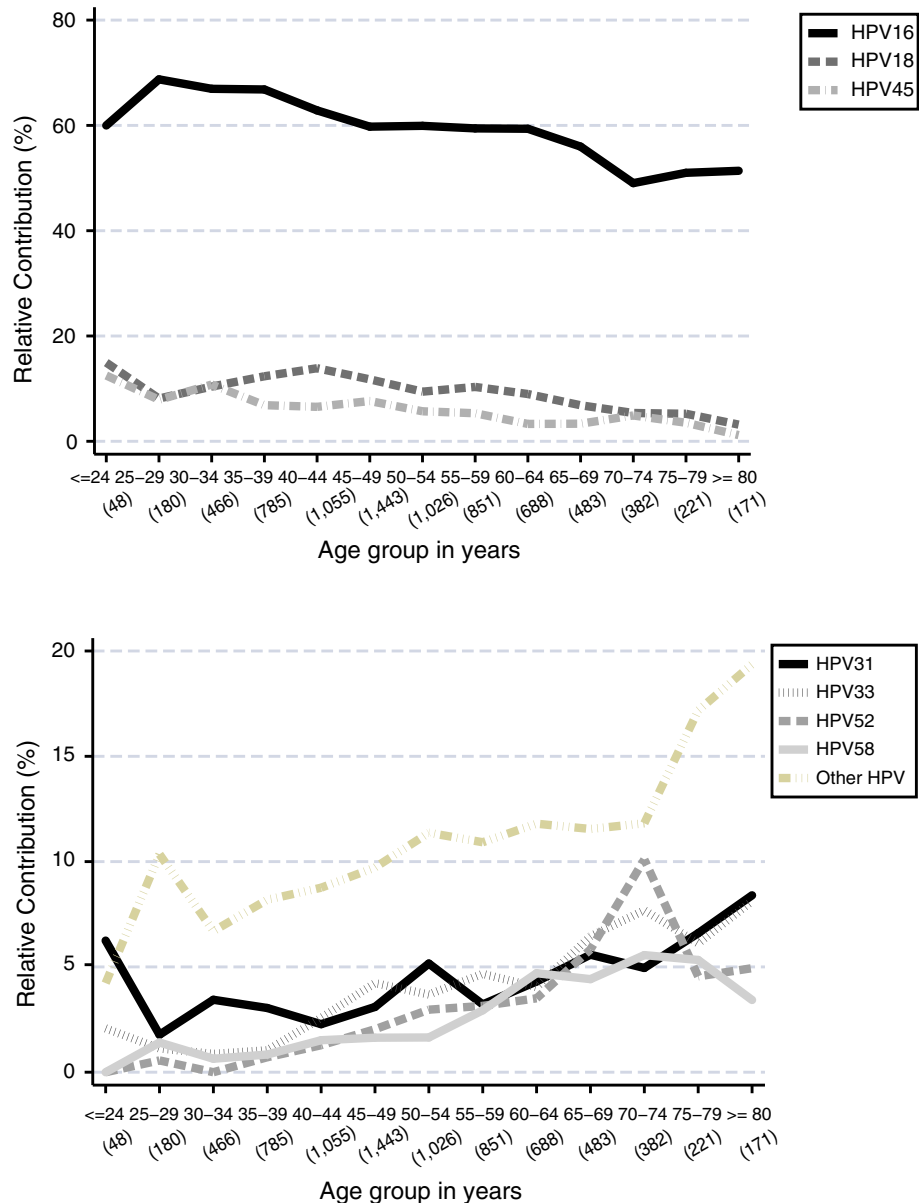 80
60
40
20
0
Relative Contribution (%)
HPV16
HPV18
HPV45
<=24 25–29 30–34 35–39 40–44 45–49 50–54 55–59 60–64 65–69 70–74 75–79 >= 80
(48) (180) (466) (785) (1,055) (1,443) (1,026) (851) (688) (483) (382) (221) (171)
Age group in years
20
15
10
5
0
Relative Contribution (%)
HPV31
HPV33
HPV52
HPV58
Other HPV
<=24 25–29 30–34 35–39 40–44 45–49 50–54 55–59 60–64 65–69 70–74 75–79 >= 80
(48) (180) (466) (785) (1,055) (1,443) (1,026) (851) (688) (483) (382) (221) (171)
Age group in years